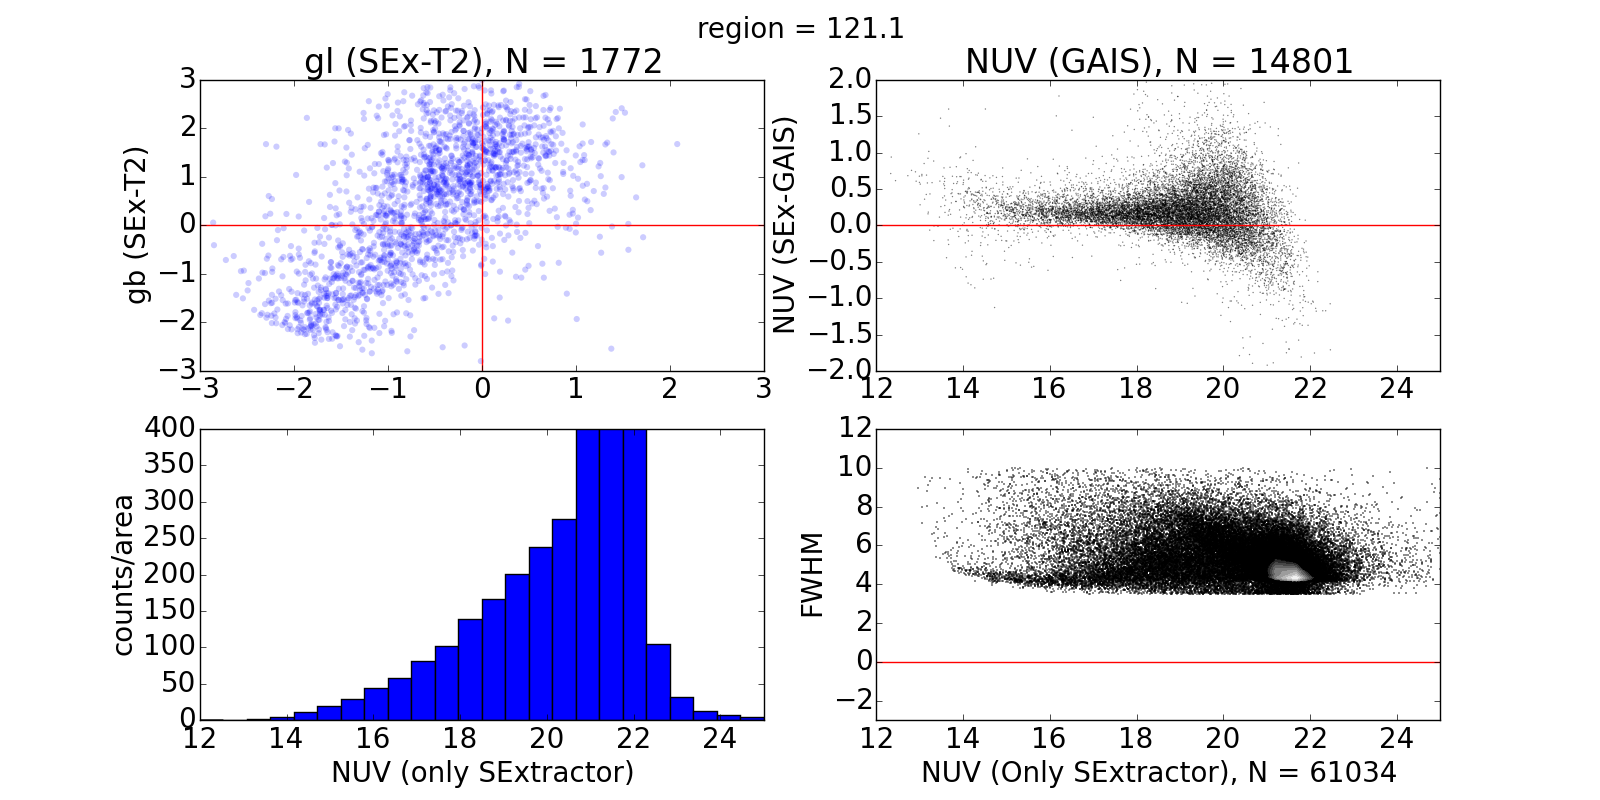 region = 121.1
gl (SEx-T2), N = 1772
NUV (GAIS), N = 14801
gb (SEx-T2)
3
2
1
0
−1
−2
−3
−3 −2 −1 0 1 2 3
NUV (SEx-GAIS)
2.0
1.5
1.0
0.5
0.0
−0.5
−1.0
−1.5
−2.0
12 14 16 18 20 22 24
counts/area
400
350
300
250
200
150
100
50
0
12 14 16 18 20 22 24
NUV (only SExtractor)
FWHM
12
10
8
6
4
2
0
−2
12 14 16 18 20 22 24
NUV (Only SExtractor), N = 61034